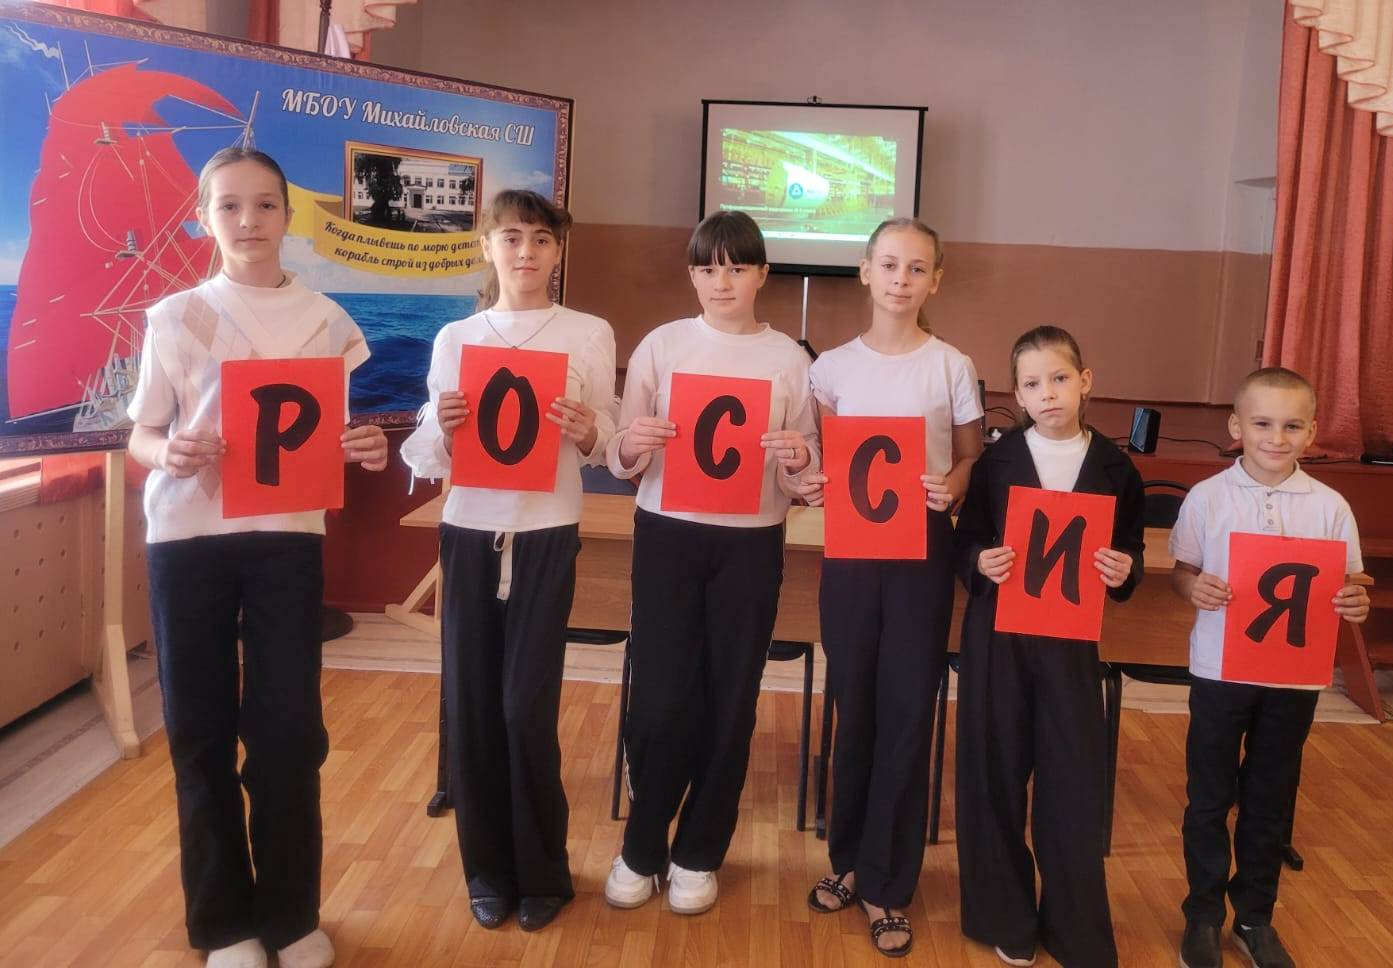 МБОУ Михайловская СШ
Когда плывешь по морю детст
корабль строй из добрых дел
Р О С С И Я